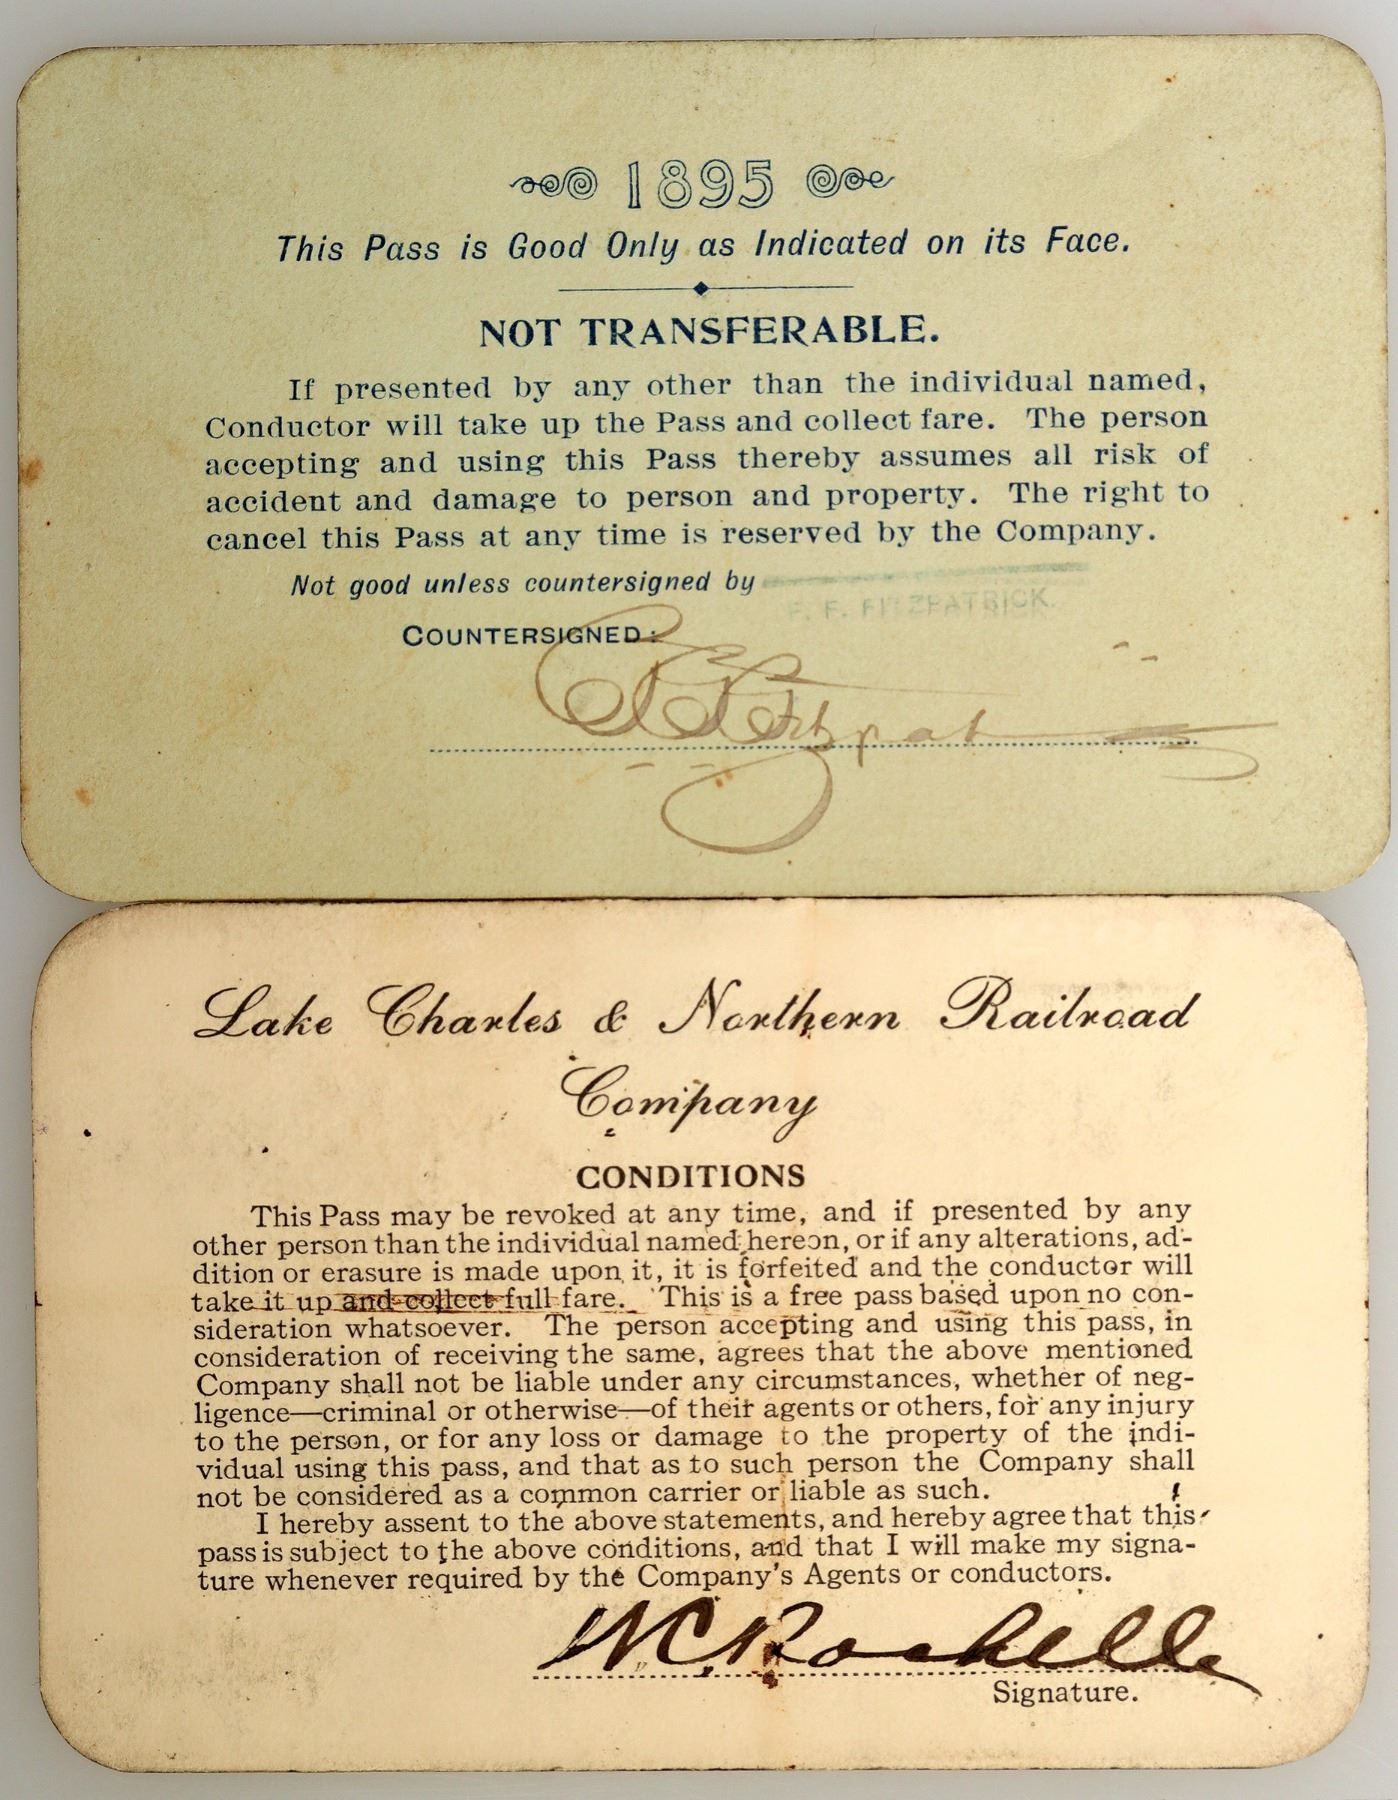 1895
This Pass is Good Only as Indicated on its Face.
NOT TRANSFERABLE.
If presented by any other than the individual named,
Conductor will take up the Pass and collect fare. The person
accepting and using this Pass thereby assumes all risk of
accident and damage to person and property. The right to
cancel this Pass at any time is reserved by the Company.
Not good unless countersigned by
F. F. FITZPATRICK.
COUNTERSIGNED:
Lake Charles & Northern Railroad
Company
CONDITIONS
This Pass may be revoked at any time, and if presented by any
other person than the individual named hereon, or if any alterations, ad-
dition or erasure is made upon it, it is forfeited and the conductor will
take it up and collect full fare. This is a free pass based upon no con-
sideration whatsoever. The person accepting and using this pass, in
consideration of receiving the same, agrees that the above mentioned
Company shall not be liable under any circumstances, whether of neg-
ligence—criminal or otherwise—of their agents or others, for any injury
to the person, or for any loss or damage to the property of the indi-
vidual using this pass, and that as to such person the Company shall
not be considered as a common carrier or liable as such.
I hereby assent to the above statements, and hereby agree that this
pass is subject to the above conditions, and that I will make my signa-
ture whenever required by the Company's Agents or conductors.
W C Rochelle
Signature.